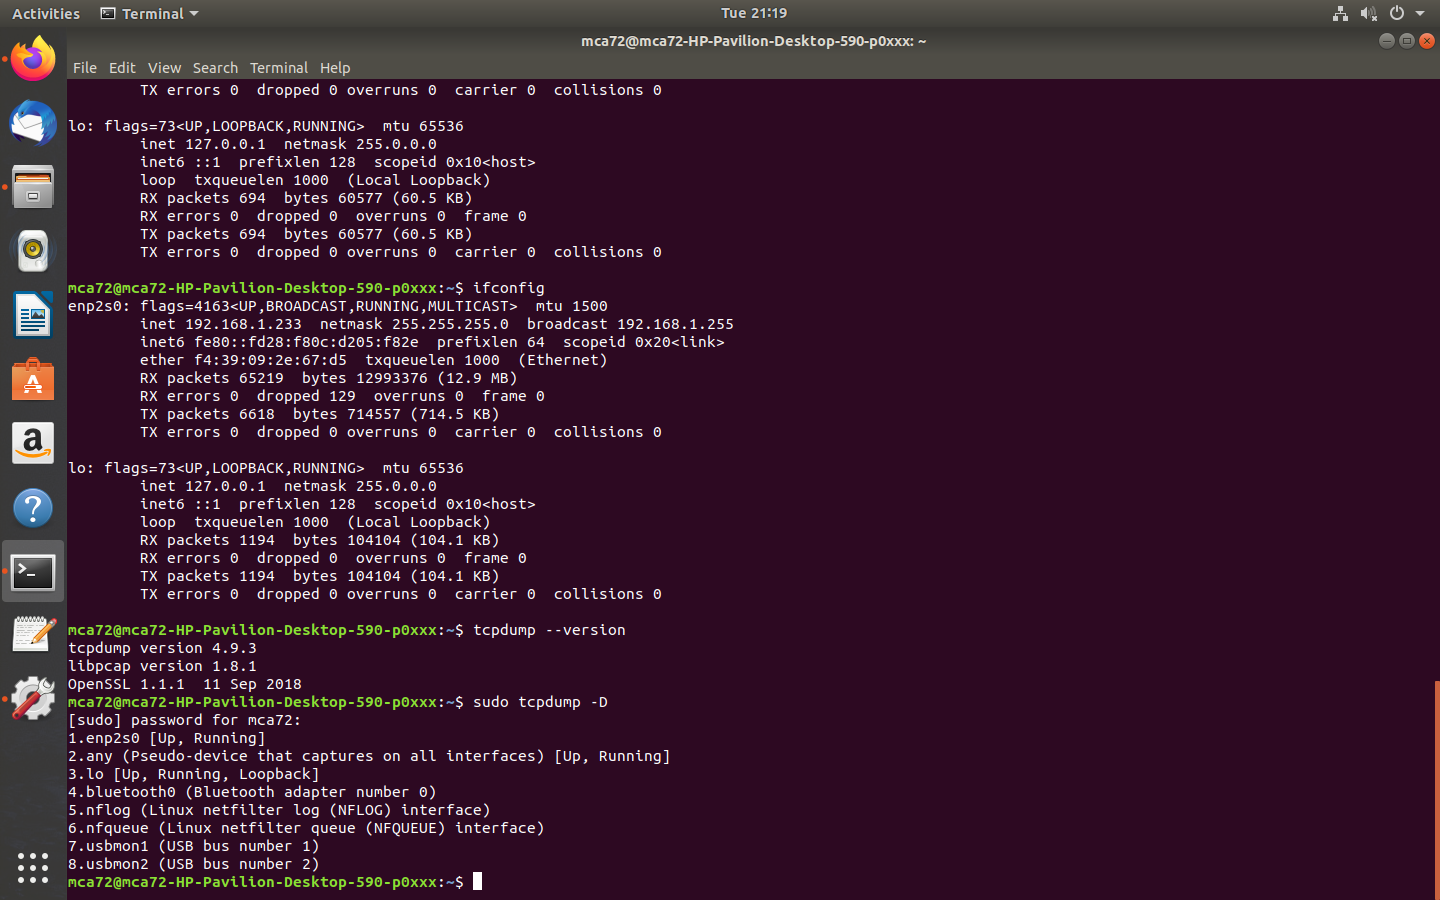 Activities Terminal Tue 21:19
mca72@mca72-HP-Pavilion-Desktop-590-p0xxx: ~
File Edit View Search Terminal Help
TX errors 0  dropped 0 overruns 0  carrier 0  collisions 0
lo: flags=73<UP,LOOPBACK,RUNNING>  mtu 65536
inet 127.0.0.1  netmask 255.0.0.0
inet6 ::1  prefixlen 128  scopeid 0x10<host>
loop  txqueuelen 1000  (Local Loopback)
RX packets 694  bytes 60577 (60.5 KB)
RX errors 0  dropped 0  overruns 0  frame 0
TX packets 694  bytes 60577 (60.5 KB)
TX errors 0  dropped 0 overruns 0  carrier 0  collisions 0
mca72@mca72-HP-Pavilion-Desktop-590-p0xxx:~$ ifconfig
enp2s0: flags=4163<UP,BROADCAST,RUNNING,MULTICAST>  mtu 1500
inet 192.168.1.233  netmask 255.255.255.0  broadcast 192.168.1.255
inet6 fe80::fd28:f80c:d205:f82e  prefixlen 64  scopeid 0x20<link>
ether f4:39:09:2e:67:d5  txqueuelen 1000  (Ethernet)
RX packets 65219  bytes 12993376 (12.9 MB)
RX errors 0  dropped 129  overruns 0  frame 0
TX packets 6618  bytes 714557 (714.5 KB)
TX errors 0  dropped 0 overruns 0  carrier 0  collisions 0
lo: flags=73<UP,LOOPBACK,RUNNING>  mtu 65536
inet 127.0.0.1  netmask 255.0.0.0
inet6 ::1  prefixlen 128  scopeid 0x10<host>
loop  txqueuelen 1000  (Local Loopback)
RX packets 1194  bytes 104104 (104.1 KB)
RX errors 0  dropped 0  overruns 0  frame 0
TX packets 1194  bytes 104104 (104.1 KB)
TX errors 0  dropped 0 overruns 0  carrier 0  collisions 0
mca72@mca72-HP-Pavilion-Desktop-590-p0xxx:~$ tcpdump --version
tcpdump version 4.9.3
libpcap version 1.8.1
OpenSSL 1.1.1  11 Sep 2018
mca72@mca72-HP-Pavilion-Desktop-590-p0xxx:~$ sudo tcpdump -D
[sudo] password for mca72:
1.enp2s0 [Up, Running]
2.any (Pseudo-device that captures on all interfaces) [Up, Running]
3.lo [Up, Running, Loopback]
4.bluetooth0 (Bluetooth adapter number 0)
5.nflog (Linux netfilter log (NFLOG) interface)
6.nfqueue (Linux netfilter queue (NFQUEUE) interface)
7.usbmon1 (USB bus number 1)
8.usbmon2 (USB bus number 2)
mca72@mca72-HP-Pavilion-Desktop-590-p0xxx:~$